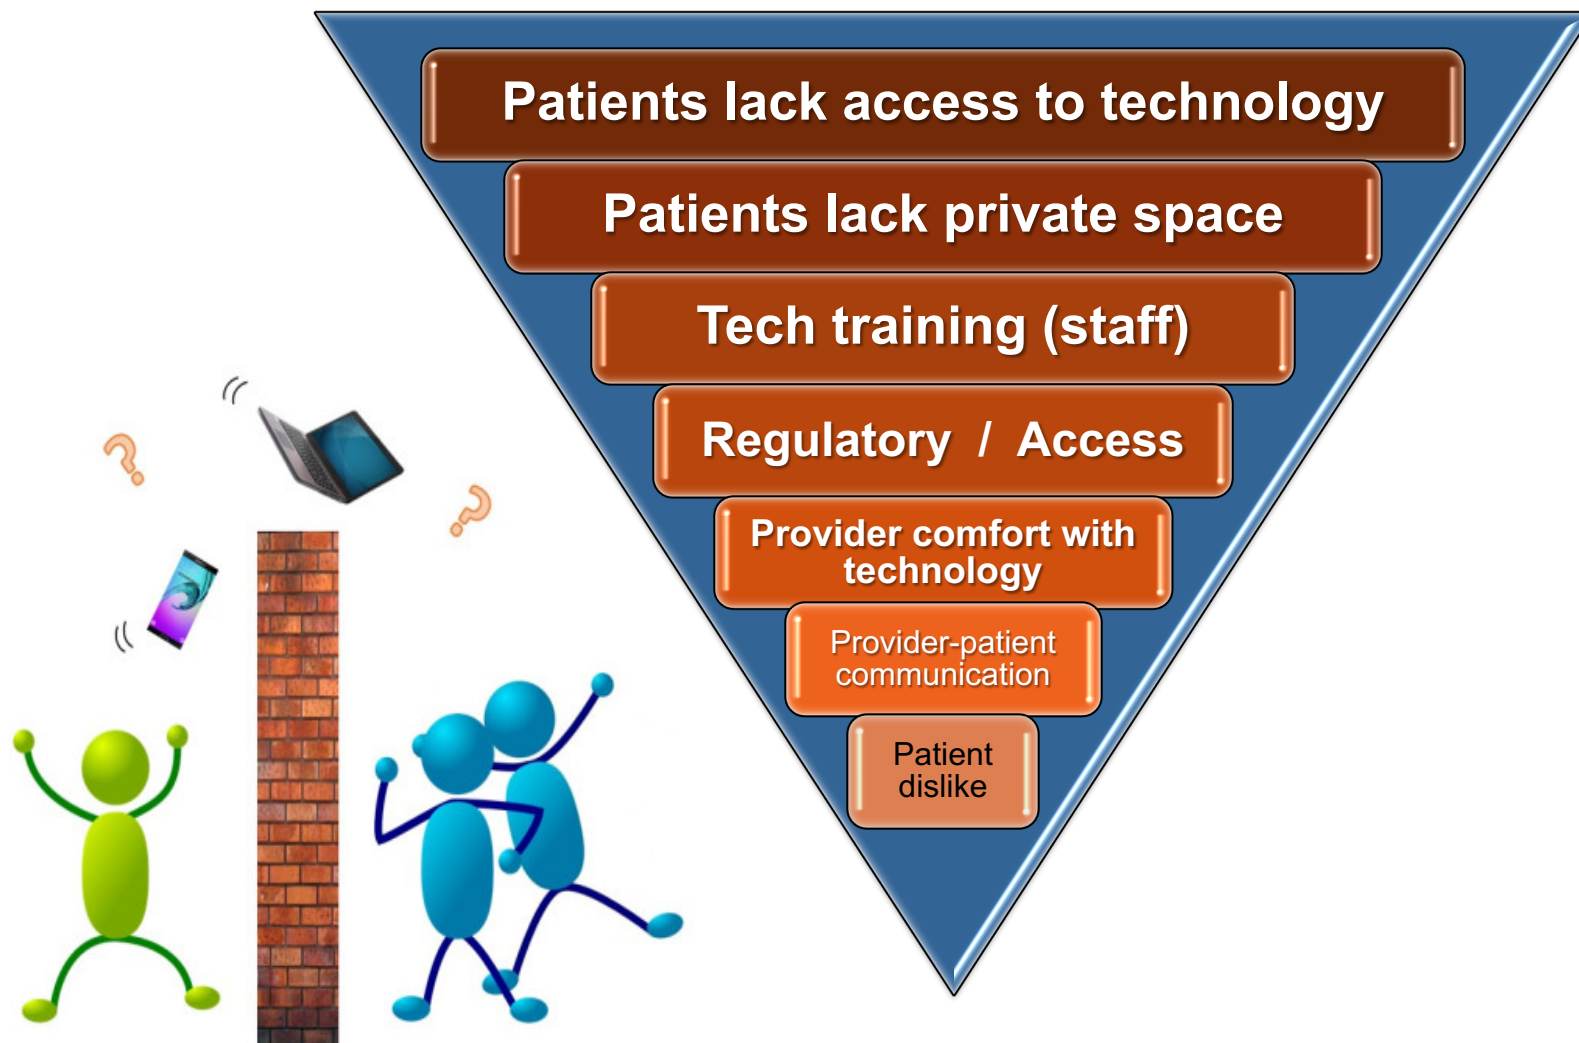 Patients lack access to technology
Patients lack private space
Tech training (staff)
Regulatory / Access
Provider comfort with
technology
Provider-patient
communication
Patient
dislike
?
?